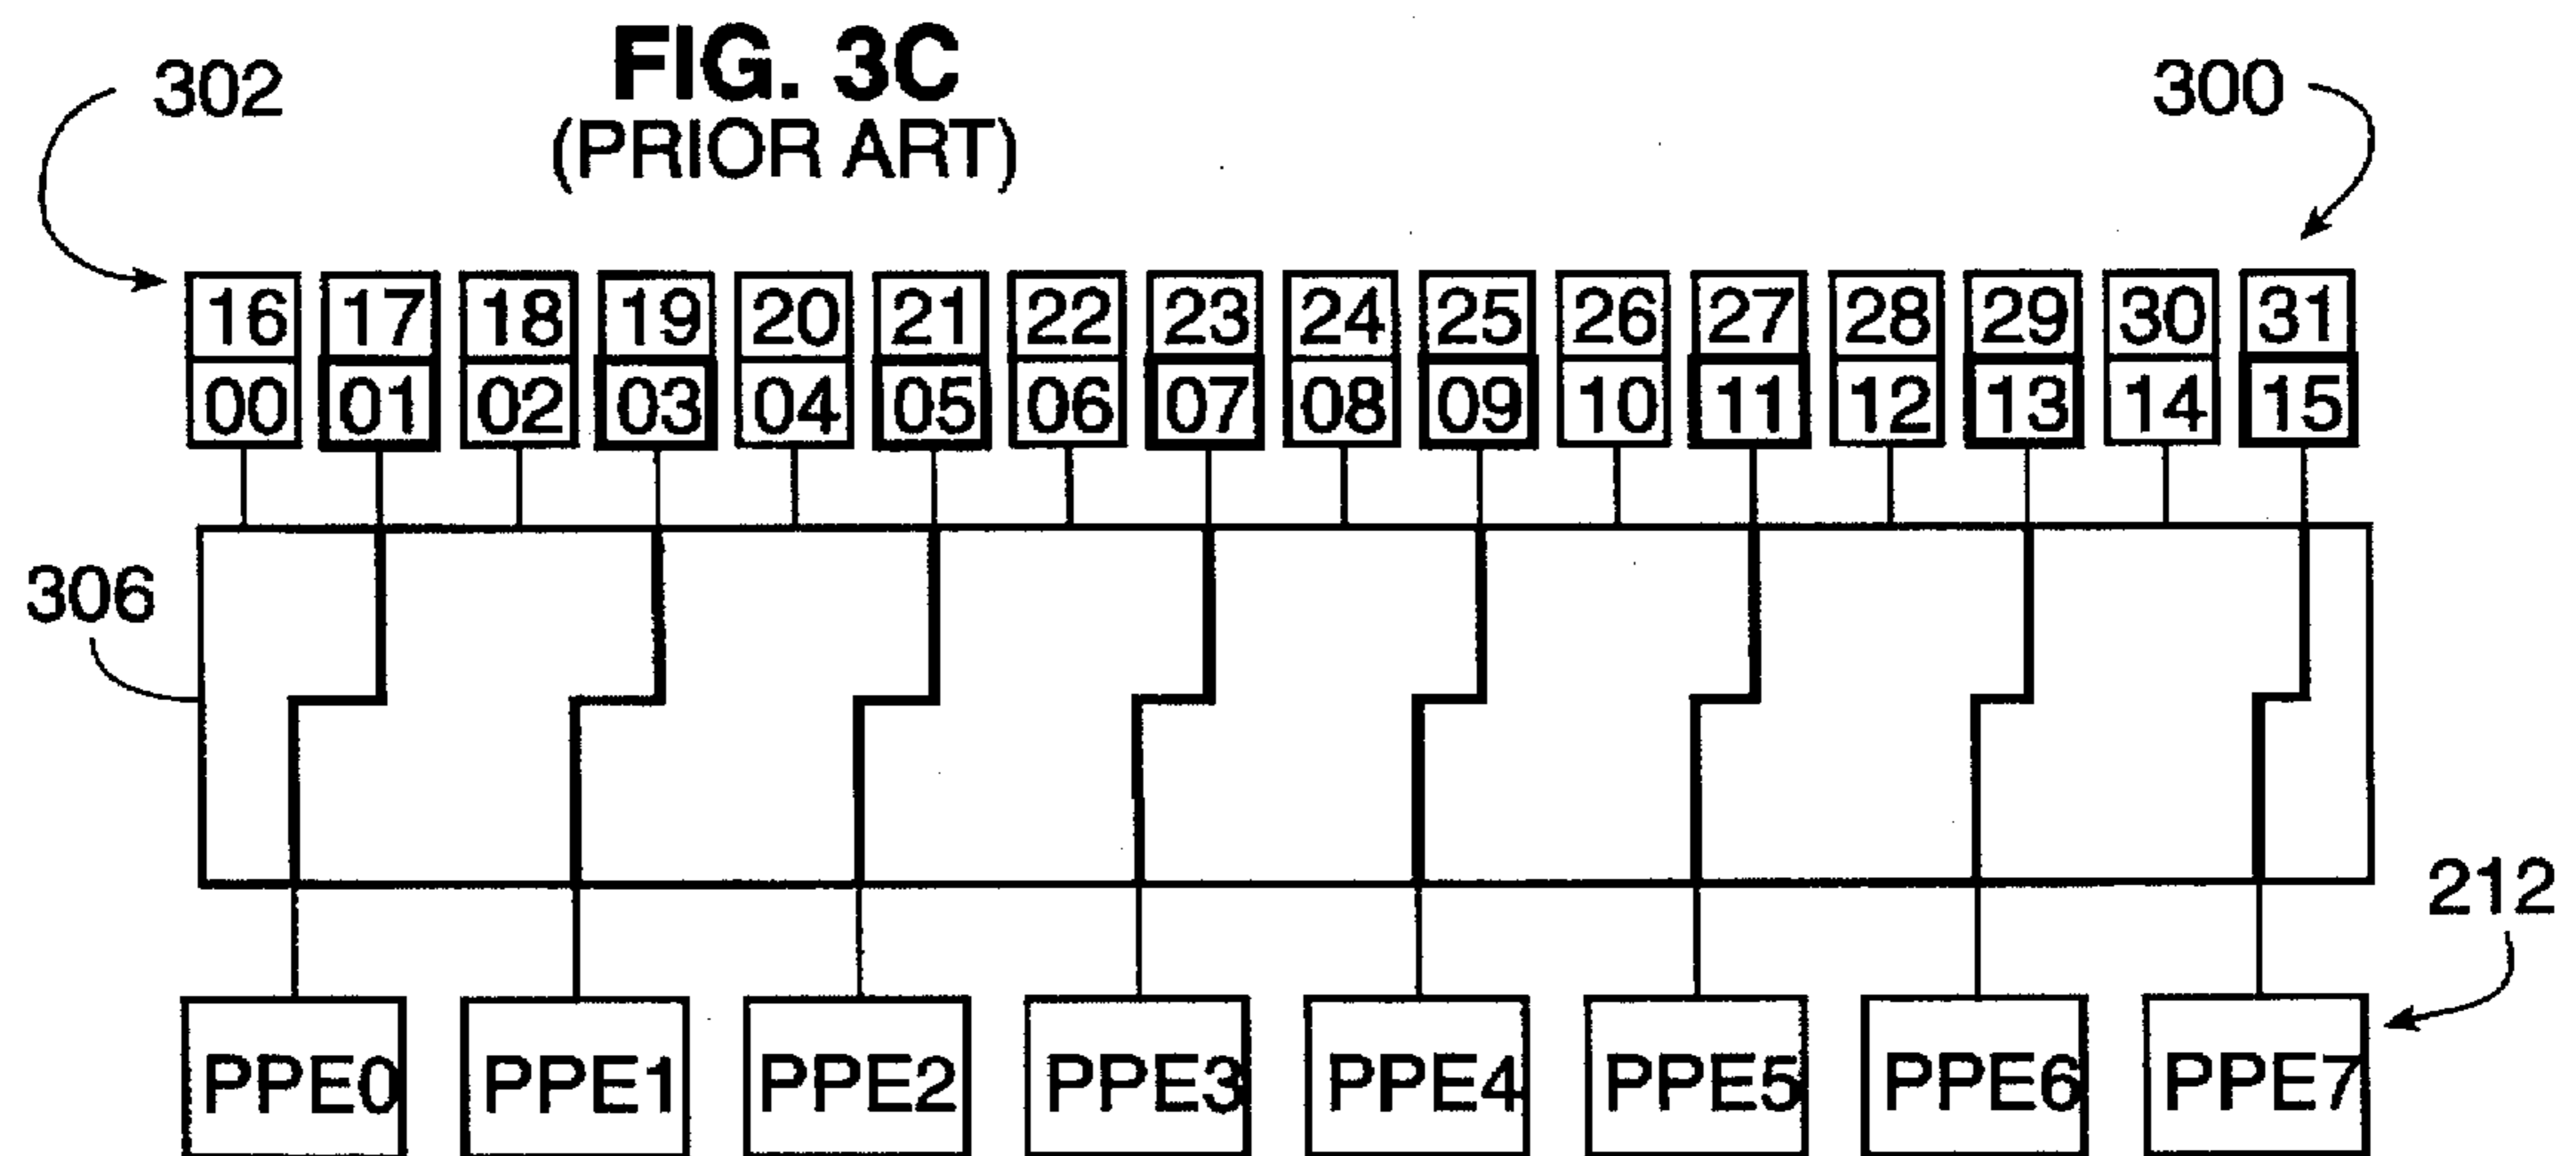 FIG. 3C
(PRIOR ART)
302
300
16 17 18 19 20 21 22 23 24 25 26 27 28 29 30 31
00 01 02 03 04 05 06 07 08 09 10 11 12 13 14 15
306
212
PPE0 PPE1 PPE2 PPE3 PPE4 PPE5 PPE6 PPE7